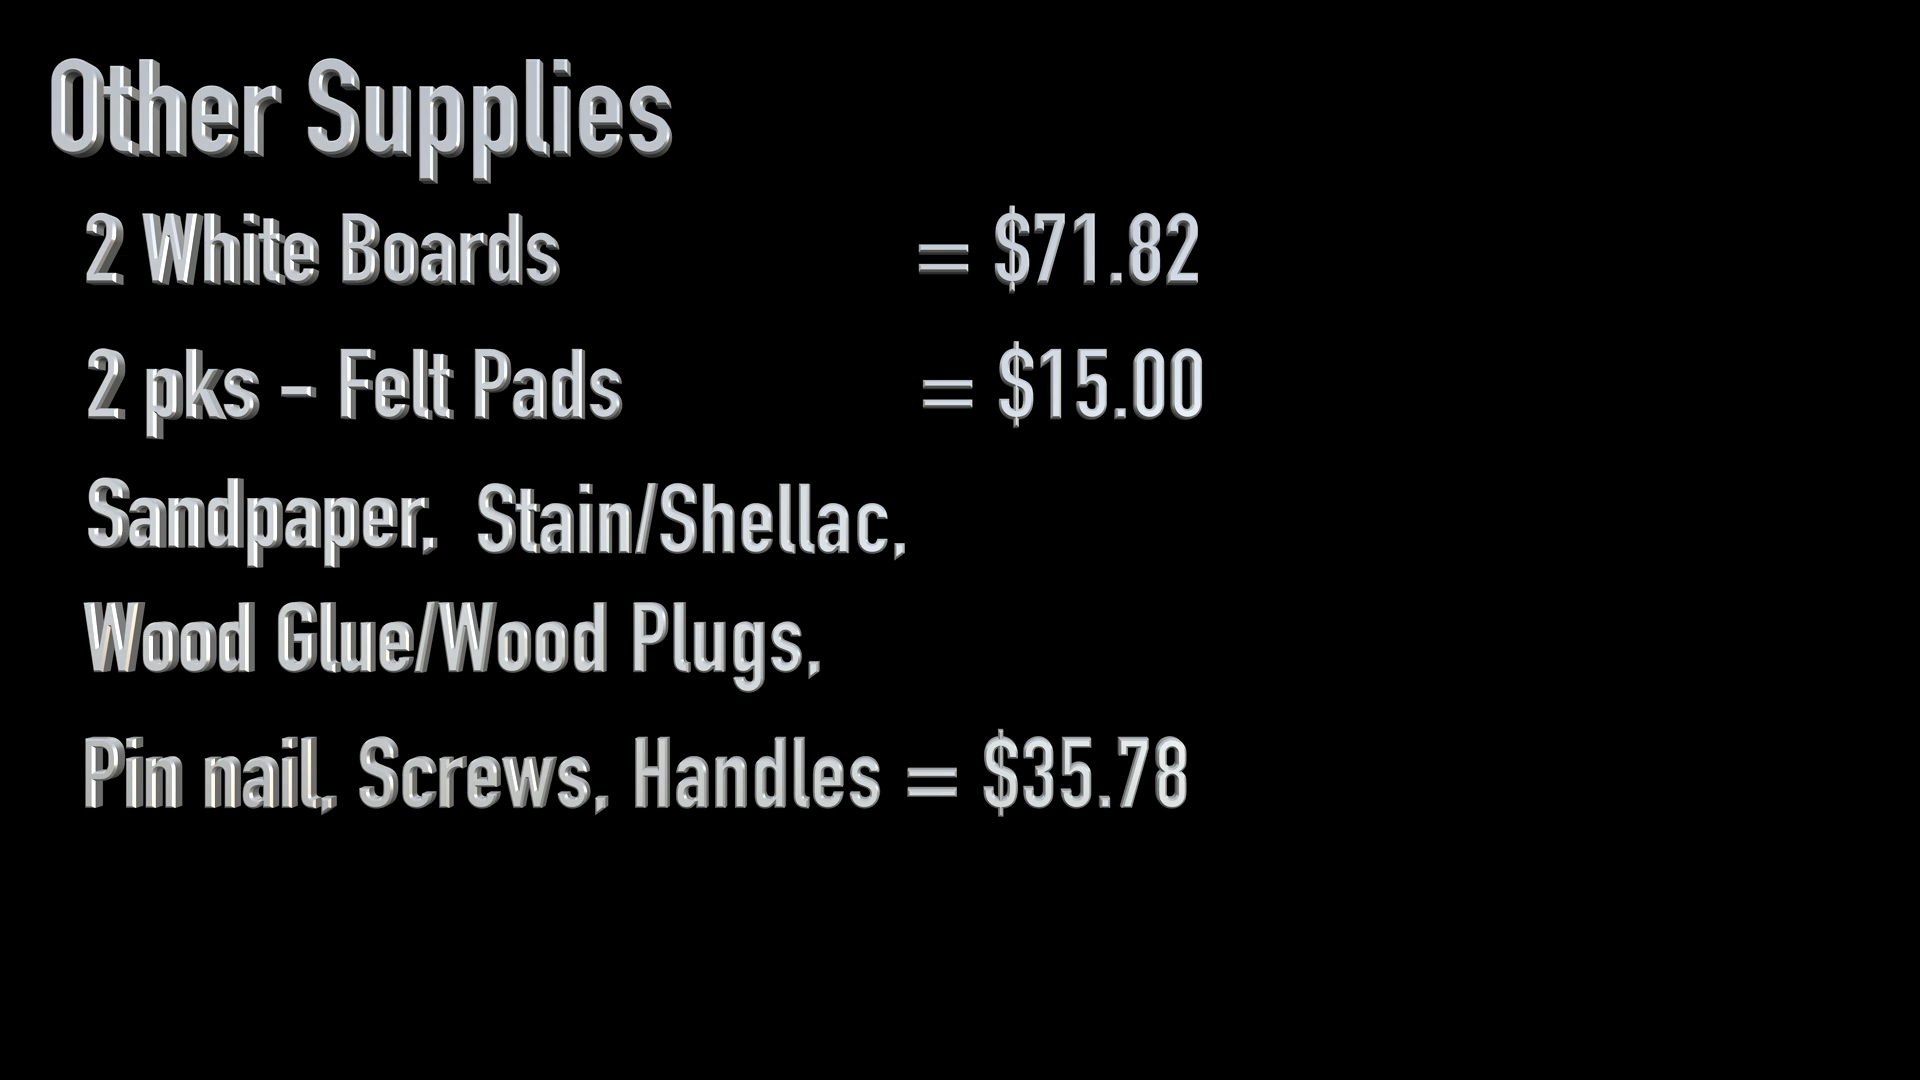 Other Supplies
2 White Boards = $71.82
2 pks - Felt Pads = $15.00
Sandpaper, Stain/Shellac,
Wood Glue/Wood Plugs,
Pin nail, Screws, Handles = $35.78